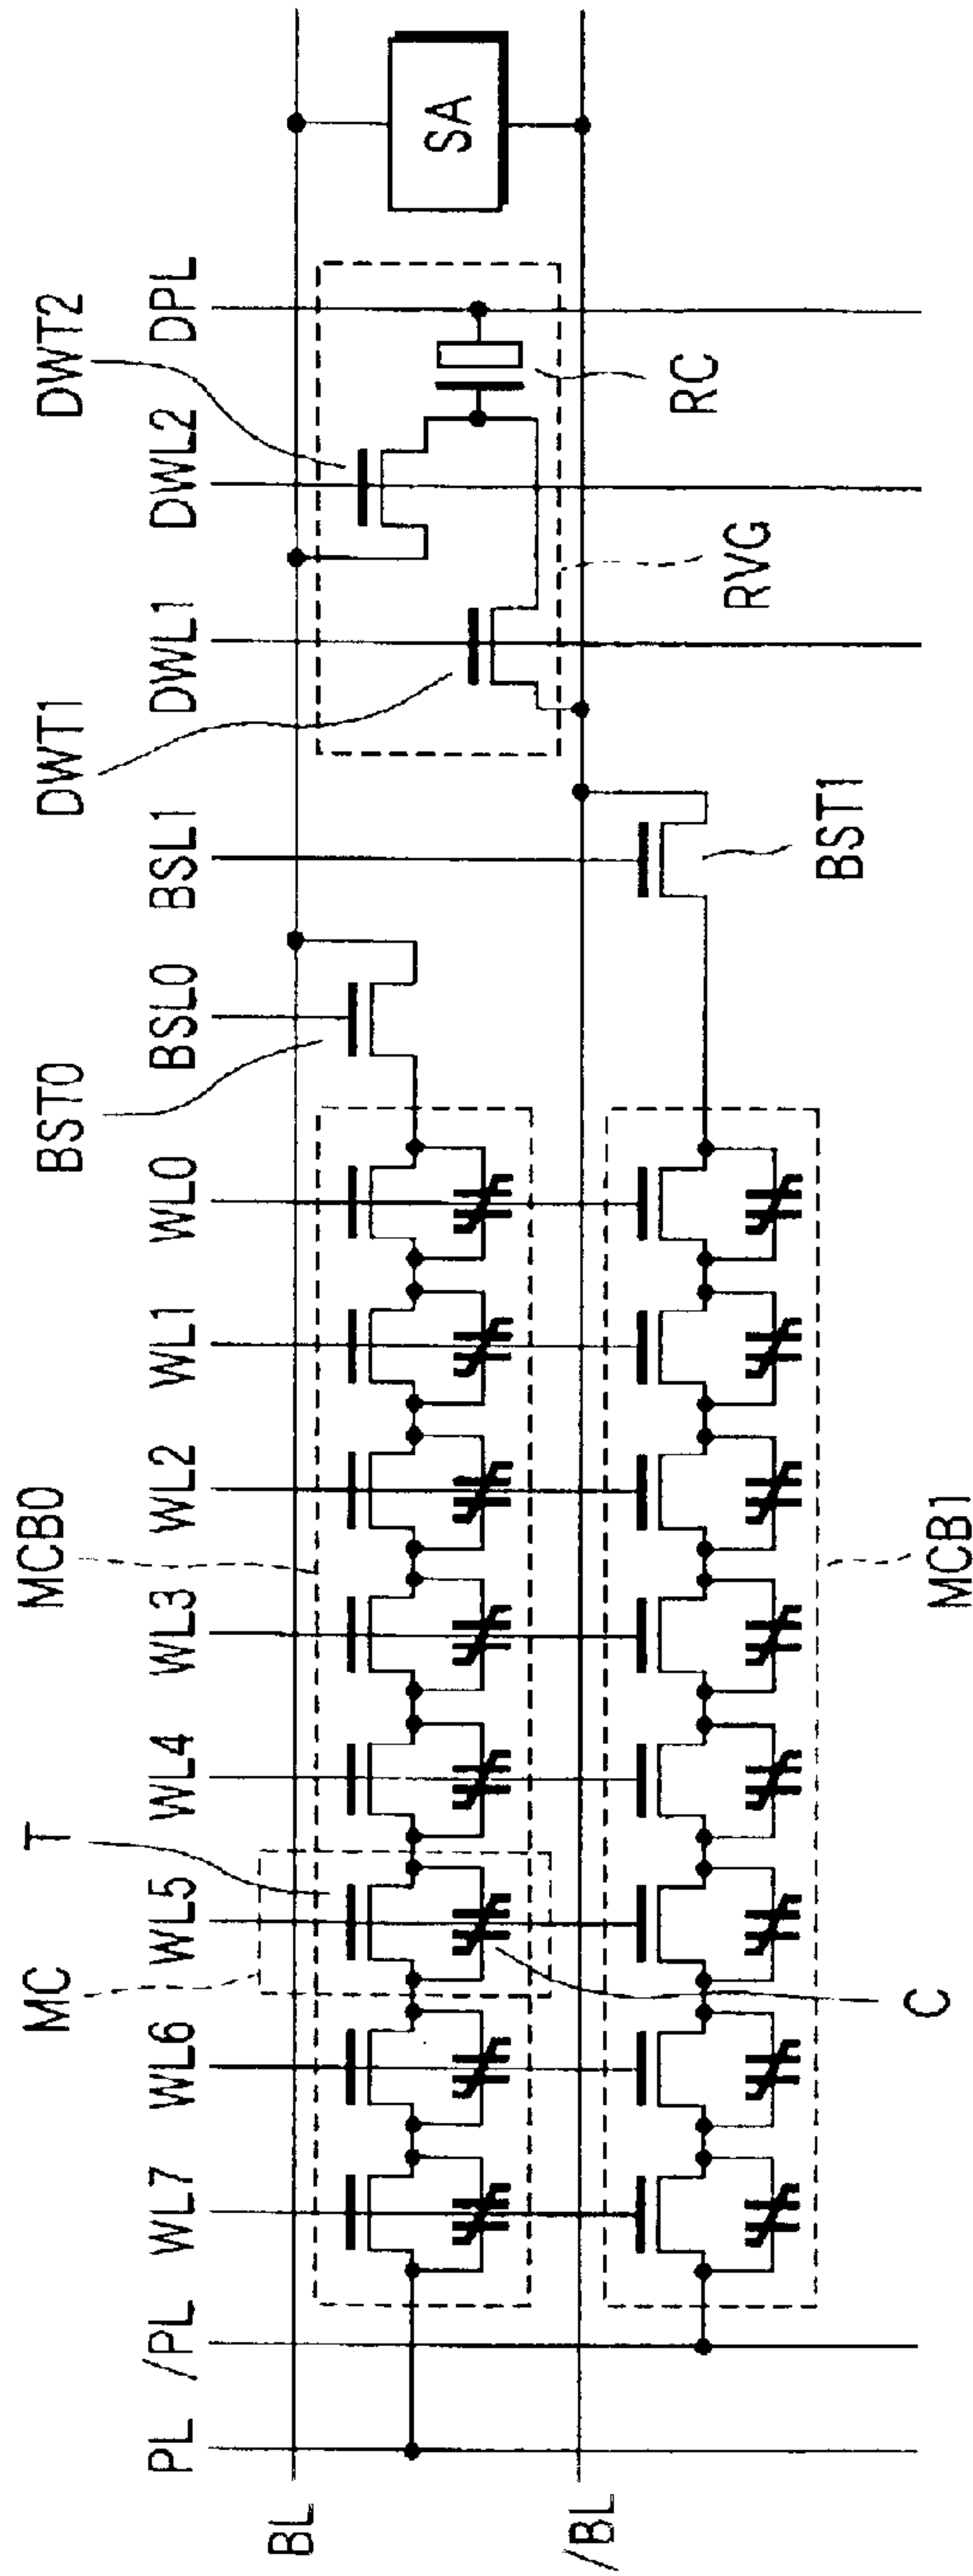 MCB0
MC
T
BST0
DWT1
DWT2
PL
/PL
WL7
WL6
WL5
WL4
WL3
WL2
WL1
WL0
BSL0
BSL1
DWL1
DWL2
DPL
BL
SA
/BL
RVG
RC
BST1
C
MCB1